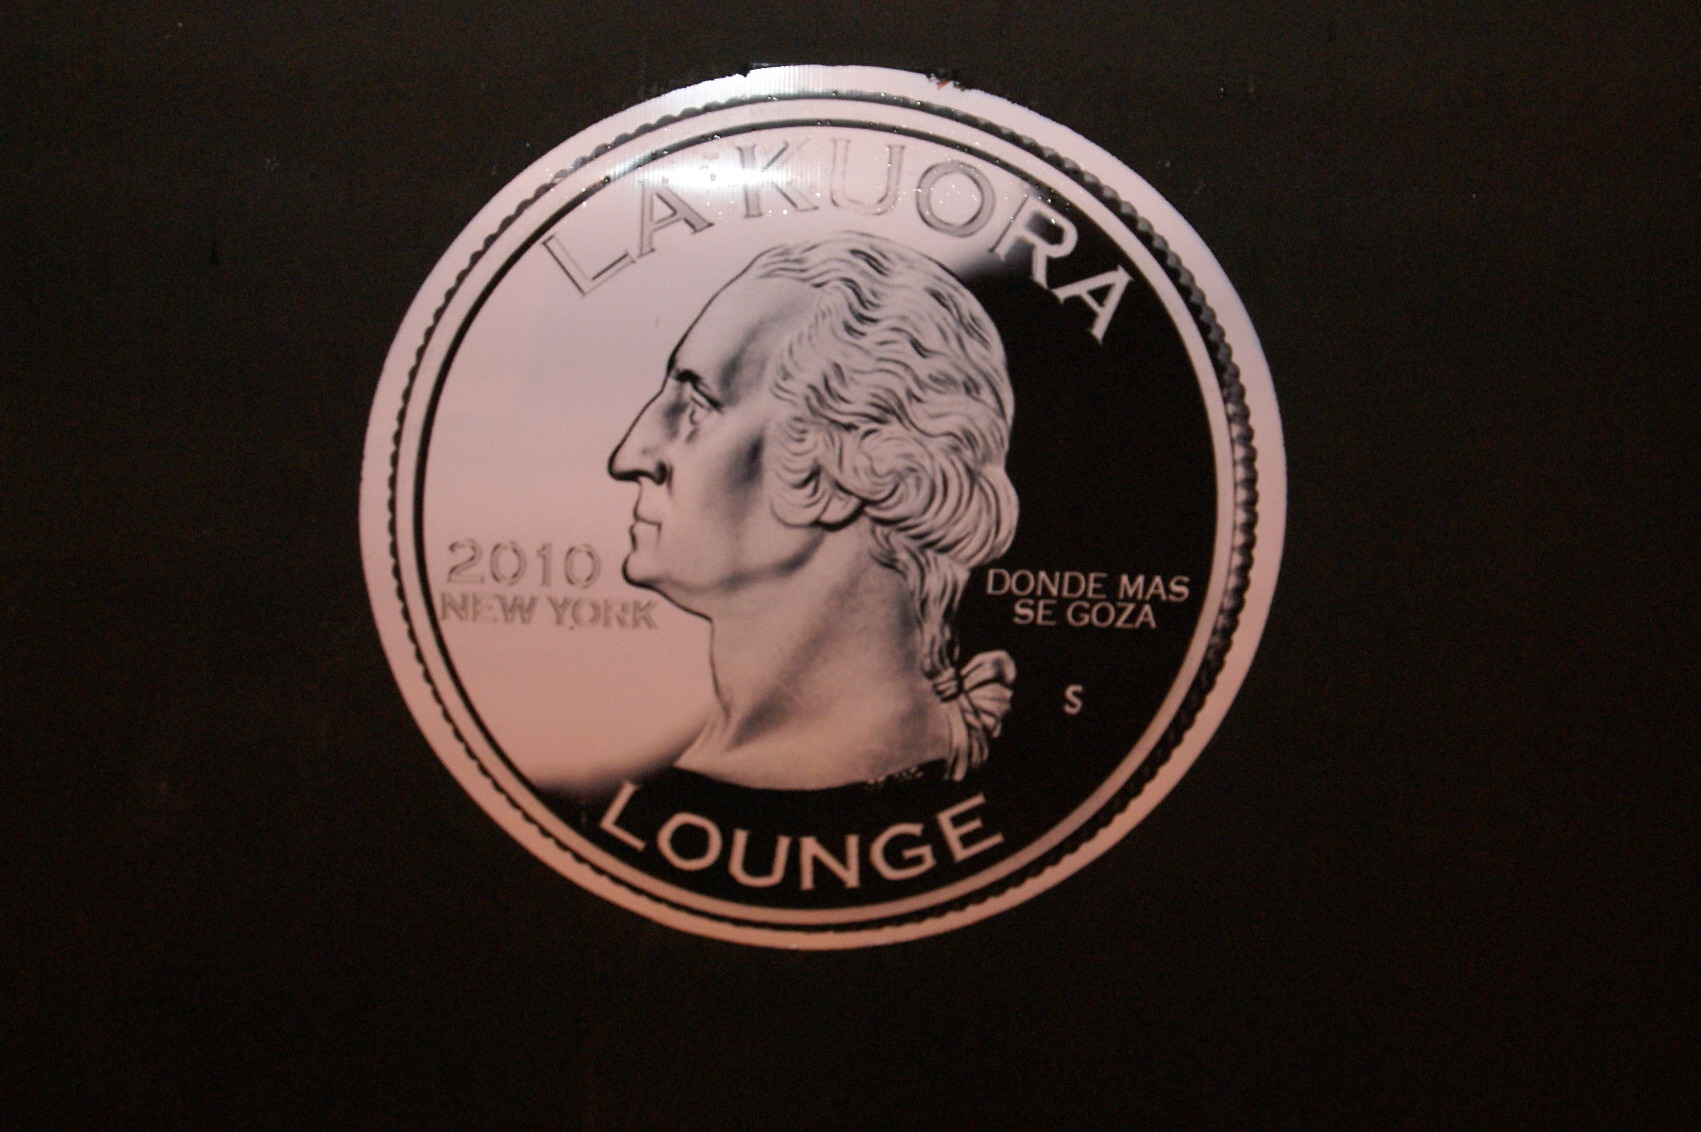 LA KUORA
2010
NEW YORK
DONDE MAS
SE GOZA
S
LOUNGE